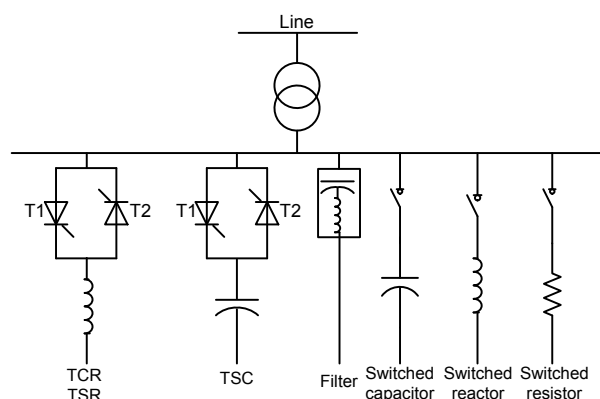 Line
T1
T2
T1
T2
TCR
TSR
TSC
Filter
Switched
capacitor
Switched
reactor
Switched
resistor